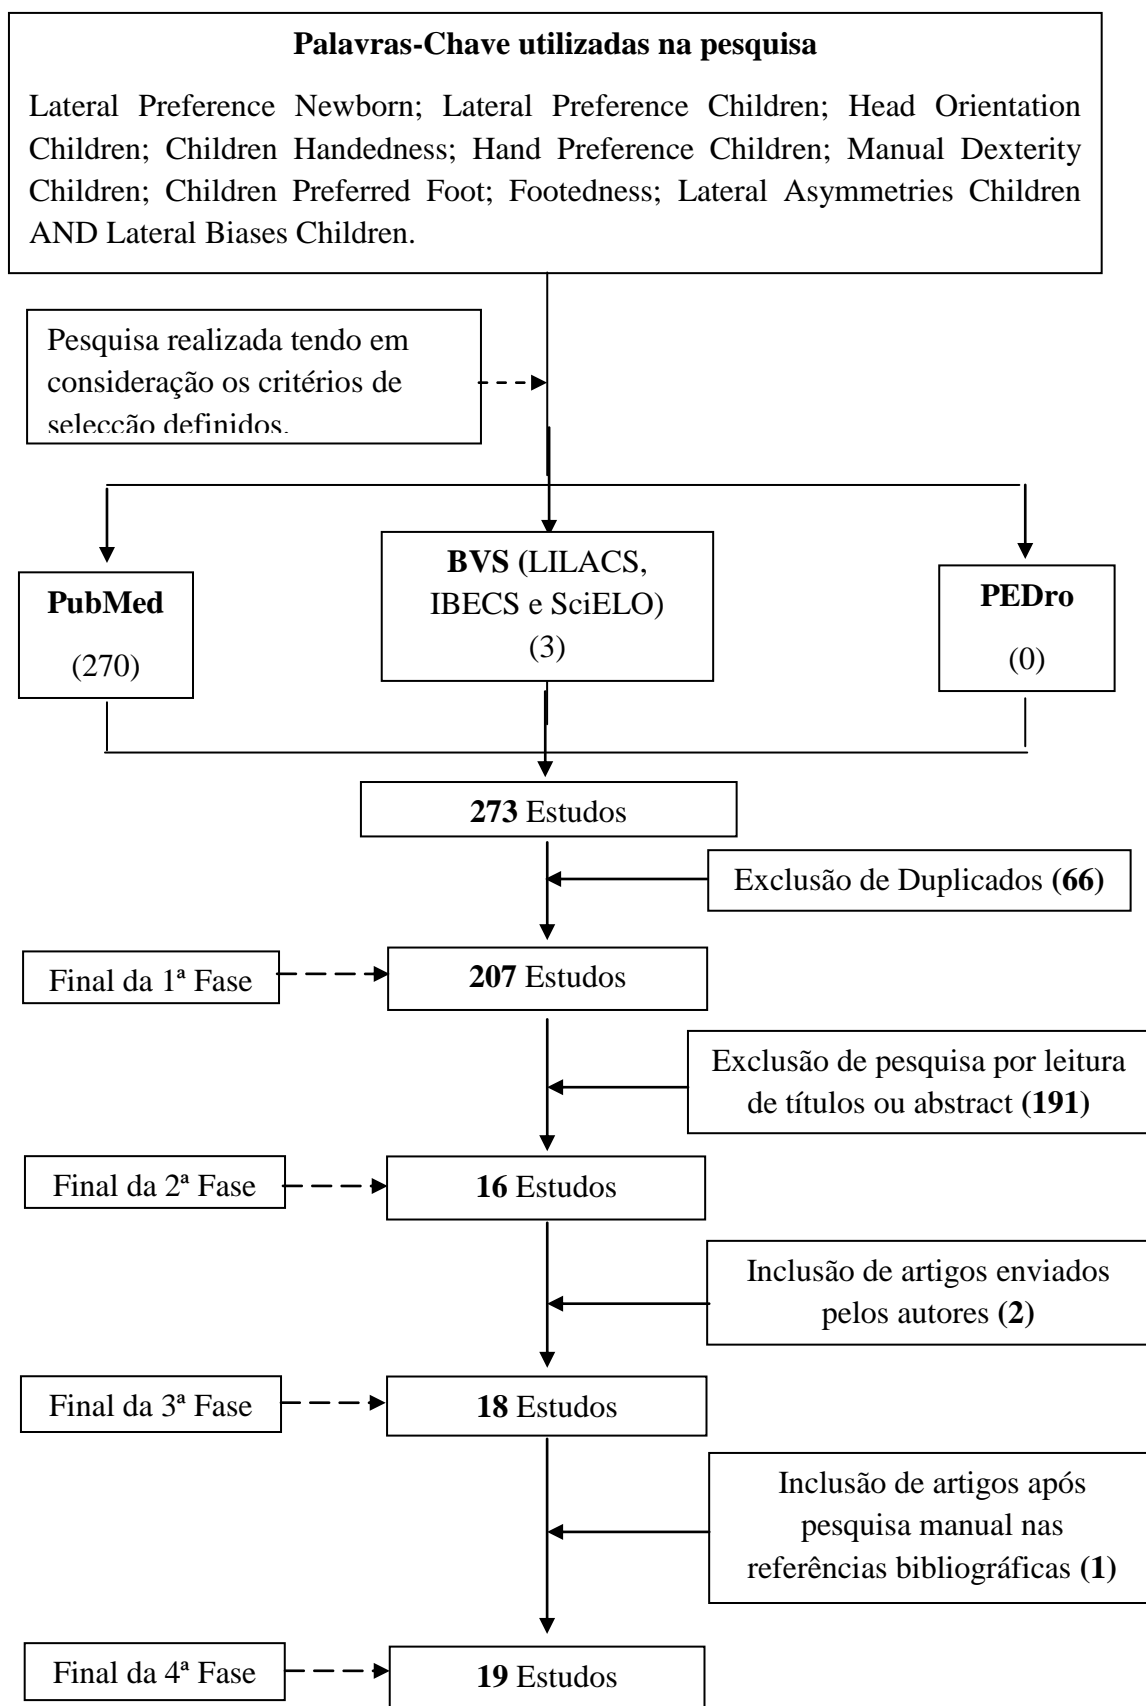 Palavras-Chave utilizadas na pesquisa
Lateral Preference Newborn; Lateral Preference Children; Head Orientation
Children; Children Handedness; Hand Preference Children; Manual Dexterity
Children; Children Preferred Foot; Footedness; Lateral Asymmetries Children
AND Lateral Biases Children.
Pesquisa realizada tendo em
consideração os critérios de
selecção definidos.
PubMed
(270)
BVS (LILACS,
IBECS e SciELO)
(3)
PEDro
(0)
273 Estudos
Exclusão de Duplicados (66)
Final da 1ª Fase
207 Estudos
Exclusão de pesquisa por leitura
de títulos ou abstract (191)
Final da 2ª Fase
16 Estudos
Inclusão de artigos enviados
pelos autores (2)
Final da 3ª Fase
18 Estudos
Inclusão de artigos após
pesquisa manual nas
referências bibliográficas (1)
Final da 4ª Fase
19 Estudos